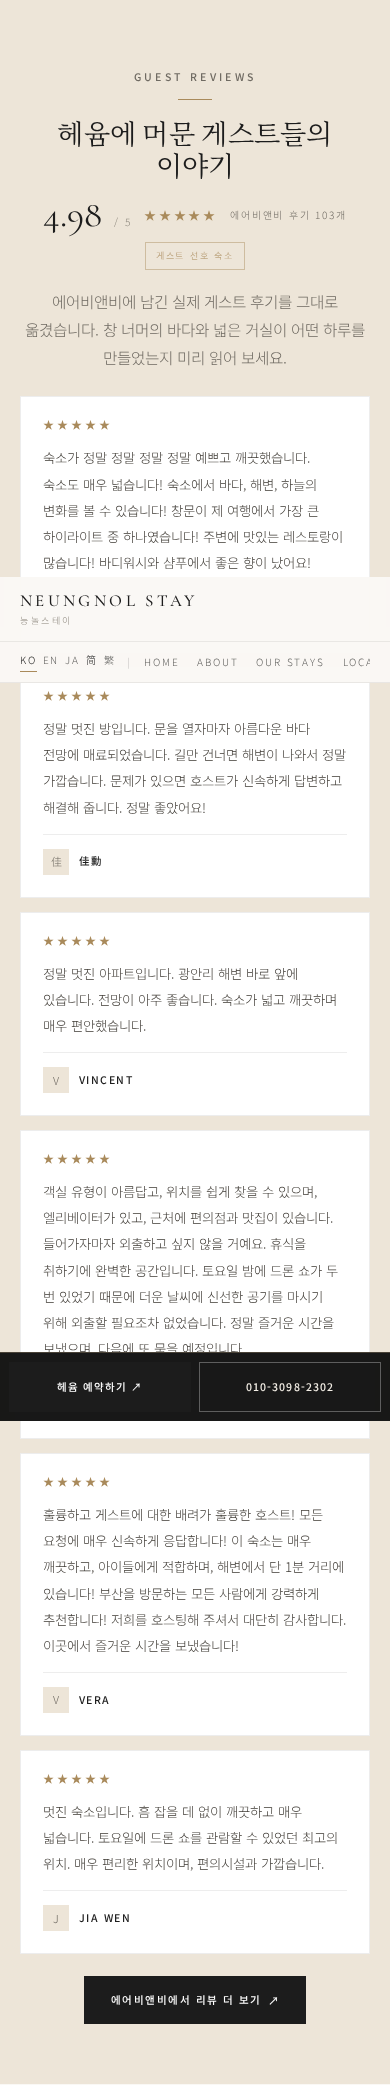 GUEST REVIEWS
헤윰에 머문 게스트들의
이야기
4.98 / 5 ★★★★★ 에어비앤비 후기 103개
게스트 선호 숙소
에어비앤비에 남긴 실제 게스트 후기를 그대로
옮겼습니다. 창 너머의 바다와 넓은 거실이 어떤 하루를
만들었는지 미리 읽어 보세요.
★★★★★
숙소가 정말 정말 정말 정말 예쁘고 깨끗했습니다.
숙소도 매우 넓습니다! 숙소에서 바다, 해변, 하늘의
변화를 볼 수 있습니다! 창문이 제 여행에서 가장 큰
하이라이트 중 하나였습니다! 주변에 맛있는 레스토랑이
많습니다! 바디워시와 샴푸에서 좋은 향이 났어요!
NEUNGNOL STAY
능놀스테이
KO EN JA 简 繁 | HOME ABOUT OUR STAYS LOCA
★★★★★
정말 멋진 방입니다. 문을 열자마자 아름다운 바다
전망에 매료되었습니다. 길만 건너면 해변이 나와서 정말
가깝습니다. 문제가 있으면 호스트가 신속하게 답변하고
해결해 줍니다. 정말 좋았어요!
佳 佳勳
★★★★★
정말 멋진 아파트입니다. 광안리 해변 바로 앞에
있습니다. 전망이 아주 좋습니다. 숙소가 넓고 깨끗하며
매우 편안했습니다.
V VINCENT
★★★★★
객실 유형이 아름답고, 위치를 쉽게 찾을 수 있으며,
엘리베이터가 있고, 근처에 편의점과 맛집이 있습니다.
들어가자마자 외출하고 싶지 않을 거예요. 휴식을
취하기에 완벽한 공간입니다. 토요일 밤에 드론 쇼가 두
번 있었기 때문에 더운 날씨에 신선한 공기를 마시기
위해 외출할 필요조차 없었습니다. 정말 즐거운 시간을
보냈으며, 다음에 또 묵을 예정입니다.
헤윰 예약하기 ↗ 010-3098-2302
★★★★★
훌륭하고 게스트에 대한 배려가 훌륭한 호스트! 모든
요청에 매우 신속하게 응답합니다! 이 숙소는 매우
깨끗하고, 아이들에게 적합하며, 해변에서 단 1분 거리에
있습니다! 부산을 방문하는 모든 사람에게 강력하게
추천합니다! 저희를 호스팅해 주셔서 대단히 감사합니다.
이곳에서 즐거운 시간을 보냈습니다!
V VERA
★★★★★
멋진 숙소입니다. 흠 잡을 데 없이 깨끗하고 매우
넓습니다. 토요일에 드론 쇼를 관람할 수 있었던 최고의
위치. 매우 편리한 위치이며, 편의시설과 가깝습니다.
J JIA WEN
에어비앤비에서 리뷰 더 보기 ↗